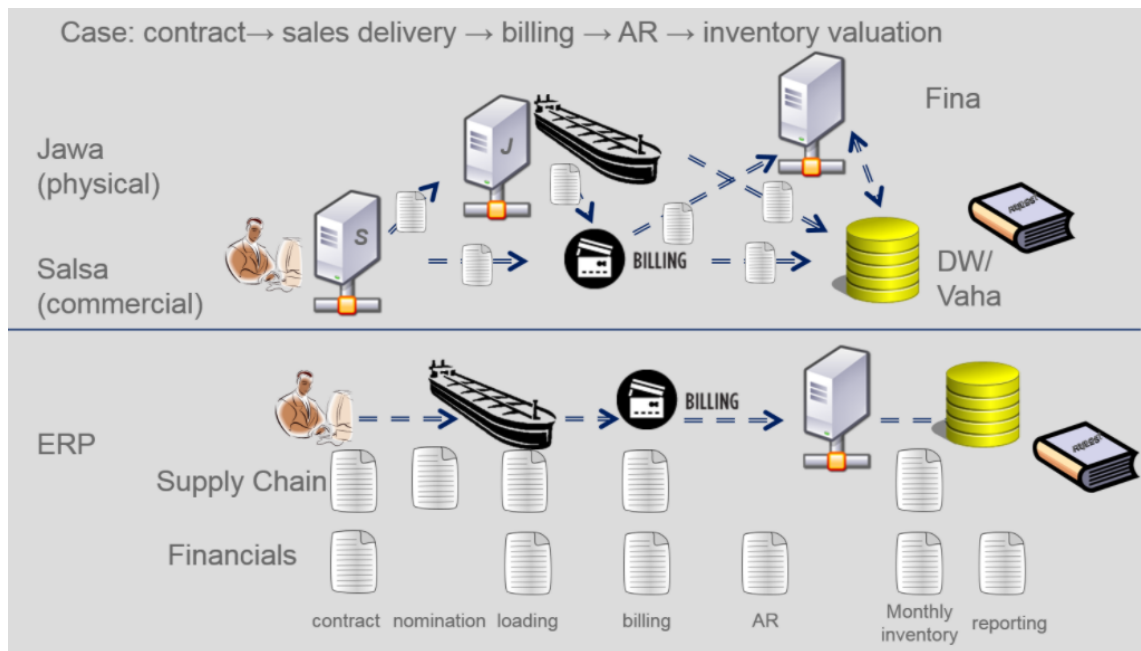 Case: contract→ sales delivery → billing → AR → inventory valuation
Fina
Jawa
(physical)
J
S
BILLING
Salsa
(commercial)
DW/
Vaha
BILLING
ERP
Supply Chain
Financials
contract
nomination
loading
billing
AR
Monthly
inventory
reporting